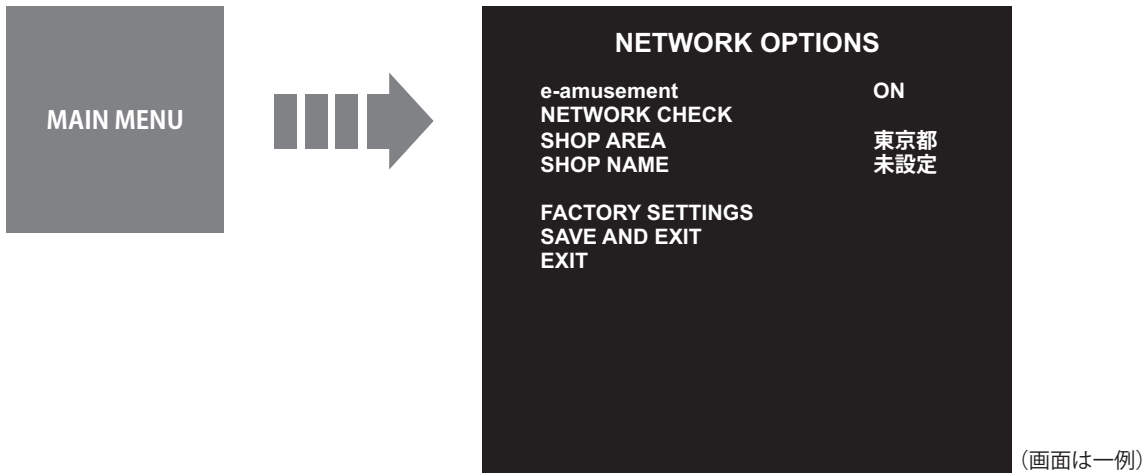 MAIN MENU
NETWORK OPTIONS
e-amusement ON
NETWORK CHECK
SHOP AREA 東京都
SHOP NAME 未設定
FACTORY SETTINGS
SAVE AND EXIT
EXIT
(画面は一例)